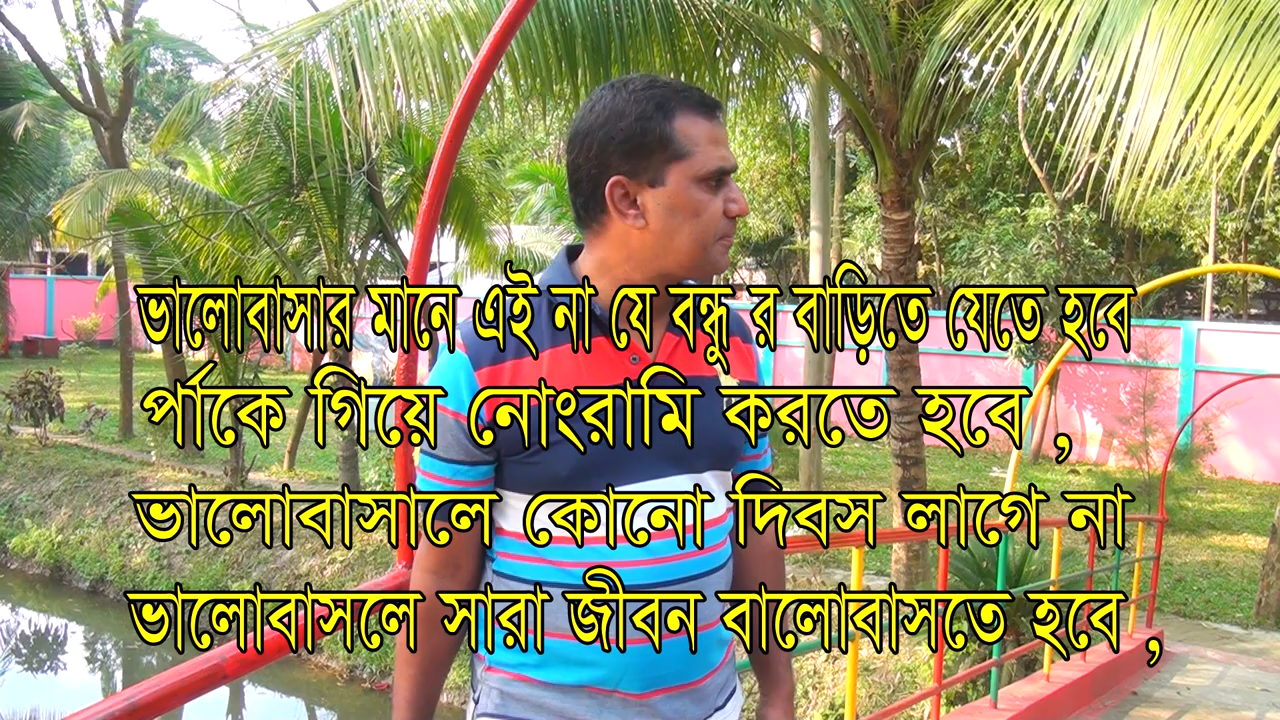 ভালোবাসার মানে এই না যে বন্ধু র বাড়িতে যেতে হবে
র্পাকে গিয়ে নোংরামি করতে হবে ,
ভালোবাসালে কোনো দিবস লাগে না
ভালোবাসলে সারা জীবন বালোবাসতে হবে ,